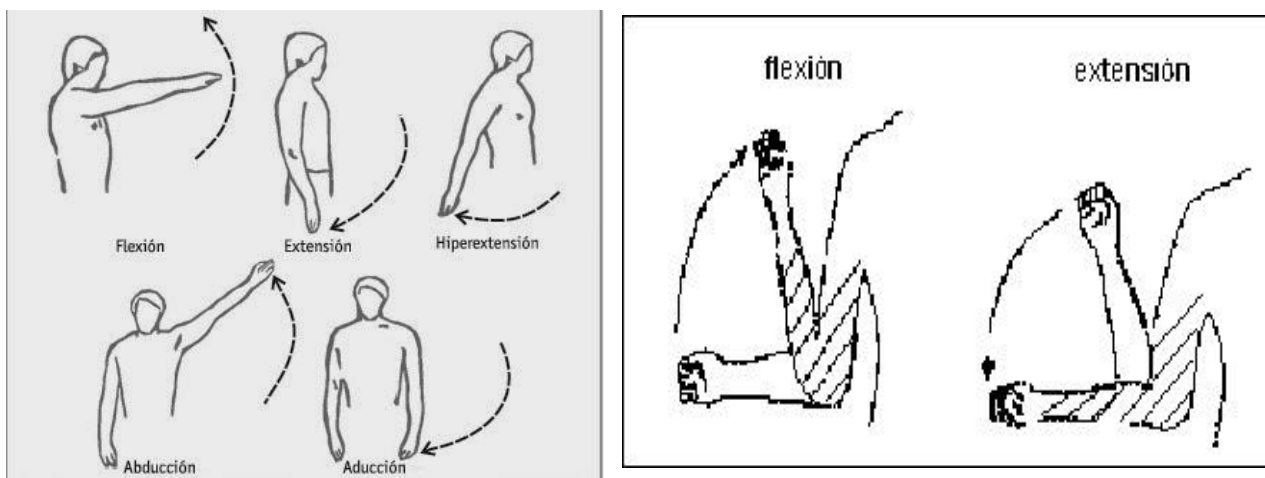 Flexión
Extensión
Hiperextensión
Abducción
Aducción
flexión
extensión